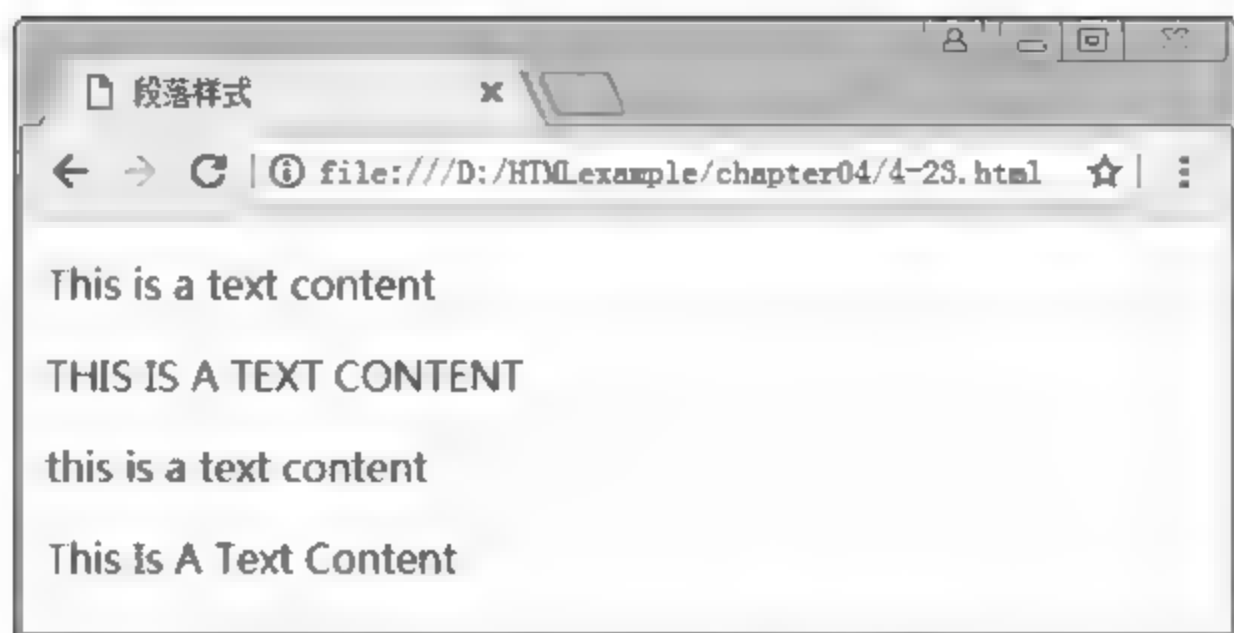 段落样式
file:///D:/HTMLexample/chapter04/4-23.html
This is a text content
THIS IS A TEXT CONTENT
this is a text content
This Is A Text Content